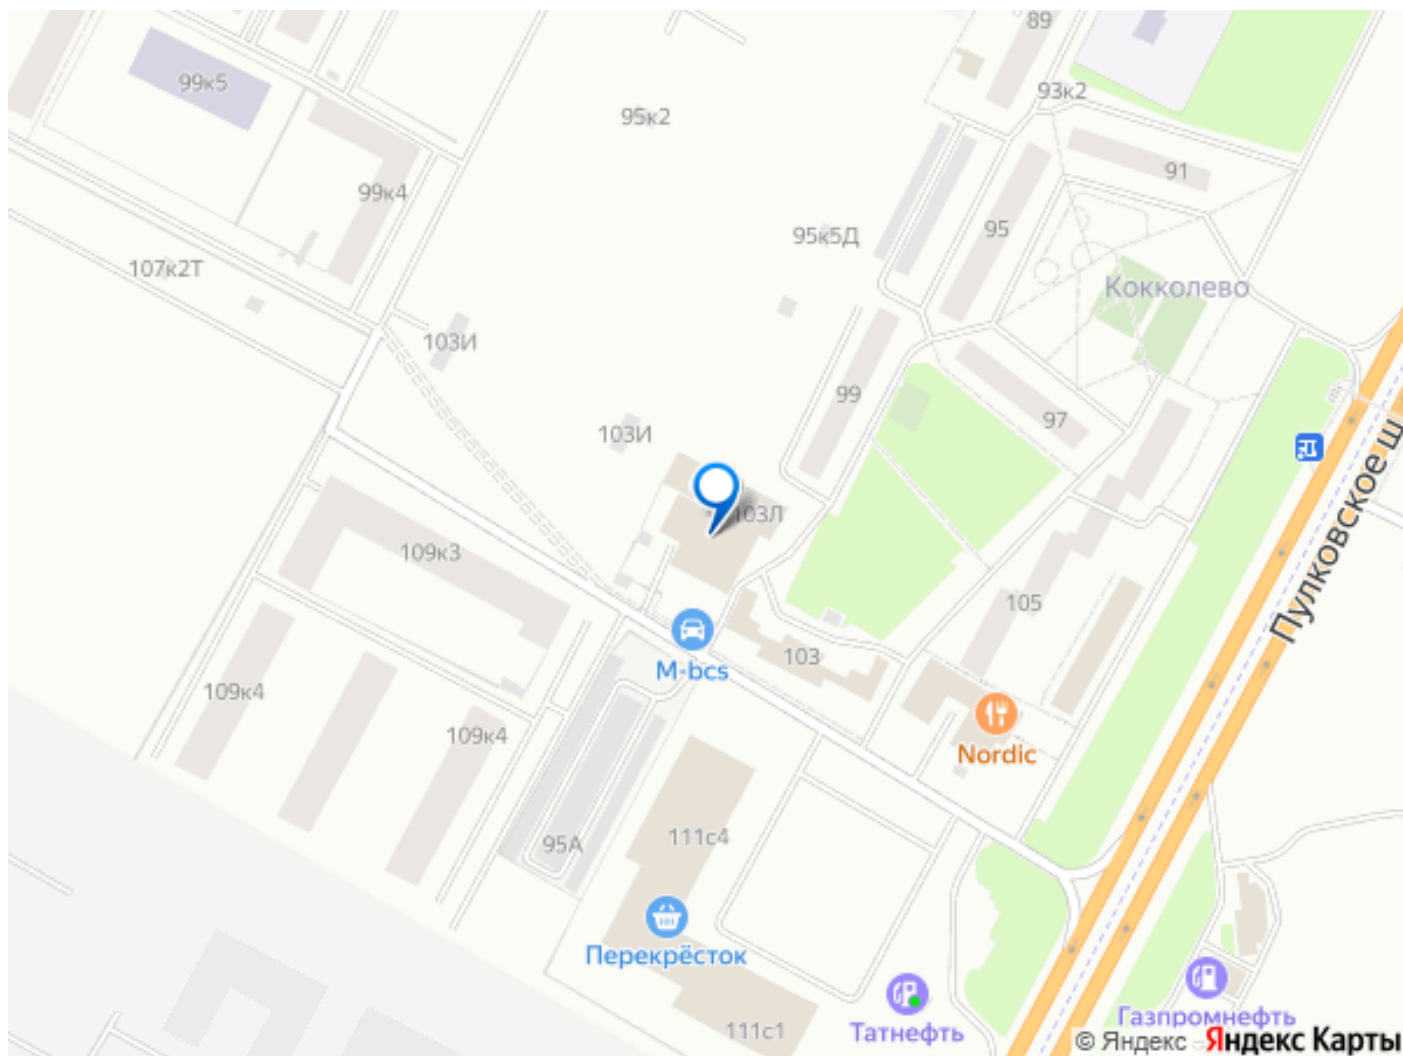 89
99к5
93к2
95к2
91
99к4
95
95к5Д
107к2Т
Кокколево
103И
99
97
103И
103Л
Пулковское ш
109к3
105
103
M-bcs
109к4
109к4
Nordic
111с4
95А
Перекрёсток
Газпромнефть
Татнефть
111с1
© Яндекс
Яндекс Карты